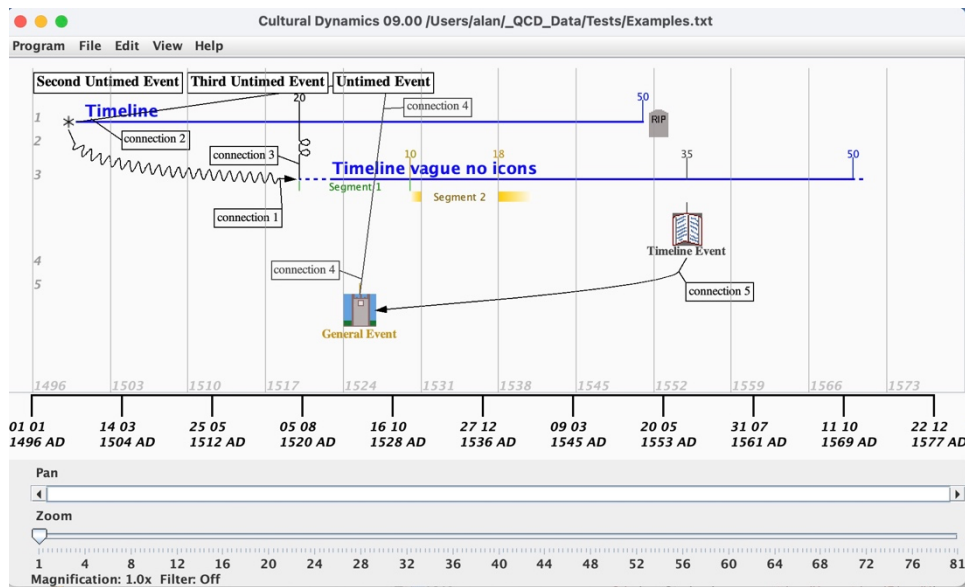 Cultural Dynamics 09.00 /Users/alan/_QCD_Data/Tests/Examples.txt
Program File Edit View Help
Second Untimed Event Third Untimed Event Untimed Event
20
50
Timeline
connection 4
1
RIP
connection 2
2
connection 3
10
18
35
50
Timeline vague no icons
3
Segment 1
Segment 2
connection 1
Timeline Event
4
connection 4
5
connection 5
General Event
1496 1503 1510 1517 1524 1531 1538 1545 1552 1559 1566 1573
01 01 14 03 25 05 05 08 16 10 27 12 09 03 20 05 31 07 11 10 22 12
1496 AD 1504 AD 1512 AD 1520 AD 1528 AD 1536 AD 1545 AD 1553 AD 1561 AD 1569 AD 1577 AD
Pan
Zoom
1 4 8 12 16 20 24 28 32 36 40 44 48 52 56 60 64 68 72 76 81
Magnification: 1.0x Filter: Off